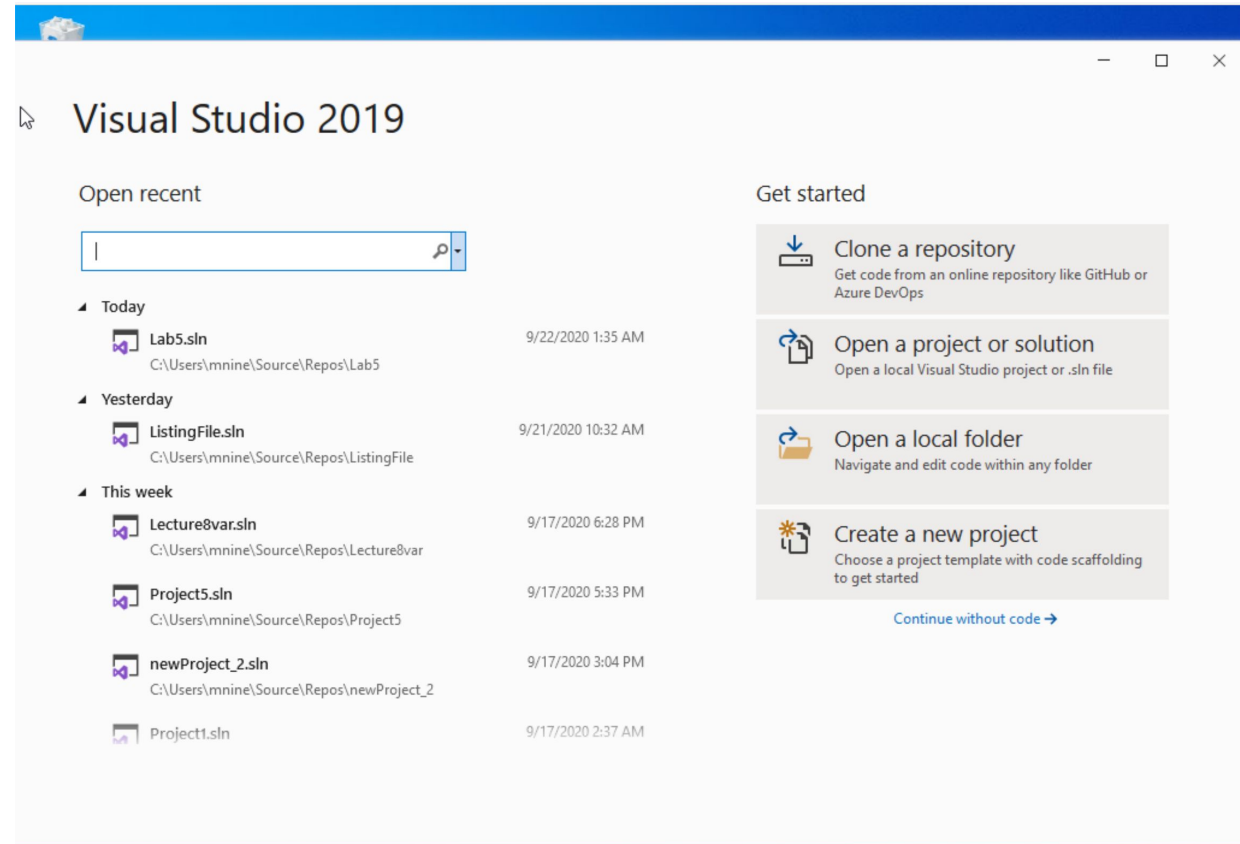 Visual Studio 2019
Open recent
Today
Lab5.sln 9/22/2020 1:35 AM
C:\Users\mnine\Source\Repos\Lab5
Yesterday
ListingFile.sln 9/21/2020 10:32 AM
C:\Users\mnine\Source\Repos\ListingFile
This week
Lecture8var.sln 9/17/2020 6:28 PM
C:\Users\mnine\Source\Repos\Lecture8var
Project5.sln 9/17/2020 5:33 PM
C:\Users\mnine\Source\Repos\Project5
newProject_2.sln 9/17/2020 3:04 PM
C:\Users\mnine\Source\Repos\newProject_2
Project1.sln 9/17/2020 2:37 AM
Get started
Clone a repository
Get code from an online repository like GitHub or
Azure DevOps
Open a project or solution
Open a local Visual Studio project or .sln file
Open a local folder
Navigate and edit code within any folder
Create a new project
Choose a project template with code scaffolding
to get started
Continue without code →